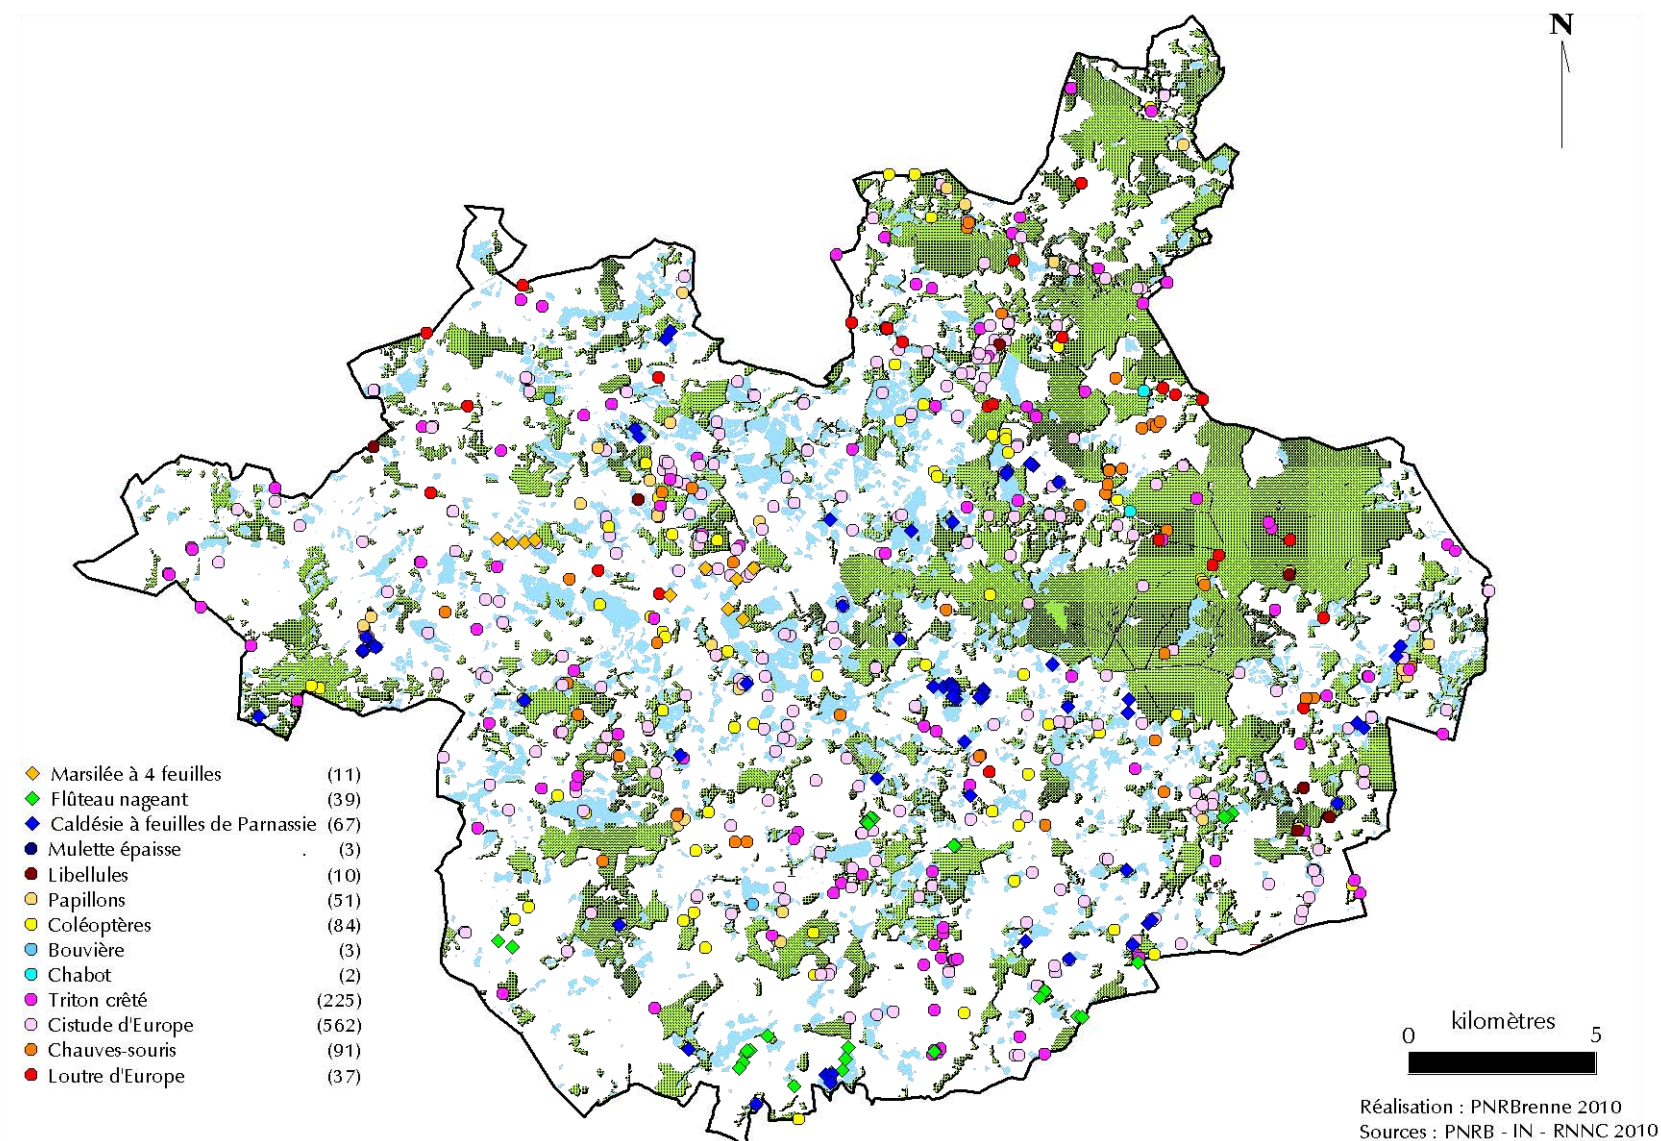 N
Marsilée à 4 feuilles (11)
Flûteau nageant (39)
Caldésie à feuilles de Parnassie (67)
Mulette épaisse (3)
Libellules (10)
Papillons (51)
Coléoptères (84)
Bouvière (3)
Chabot (2)
Triton crêté (225)
Cistude d'Europe (562)
Chauves-souris (91)
Loutre d'Europe (37)
kilomètres
0 5
Réalisation : PNRBrenne 2010
Sources : PNRB - IN - RNNC 2010